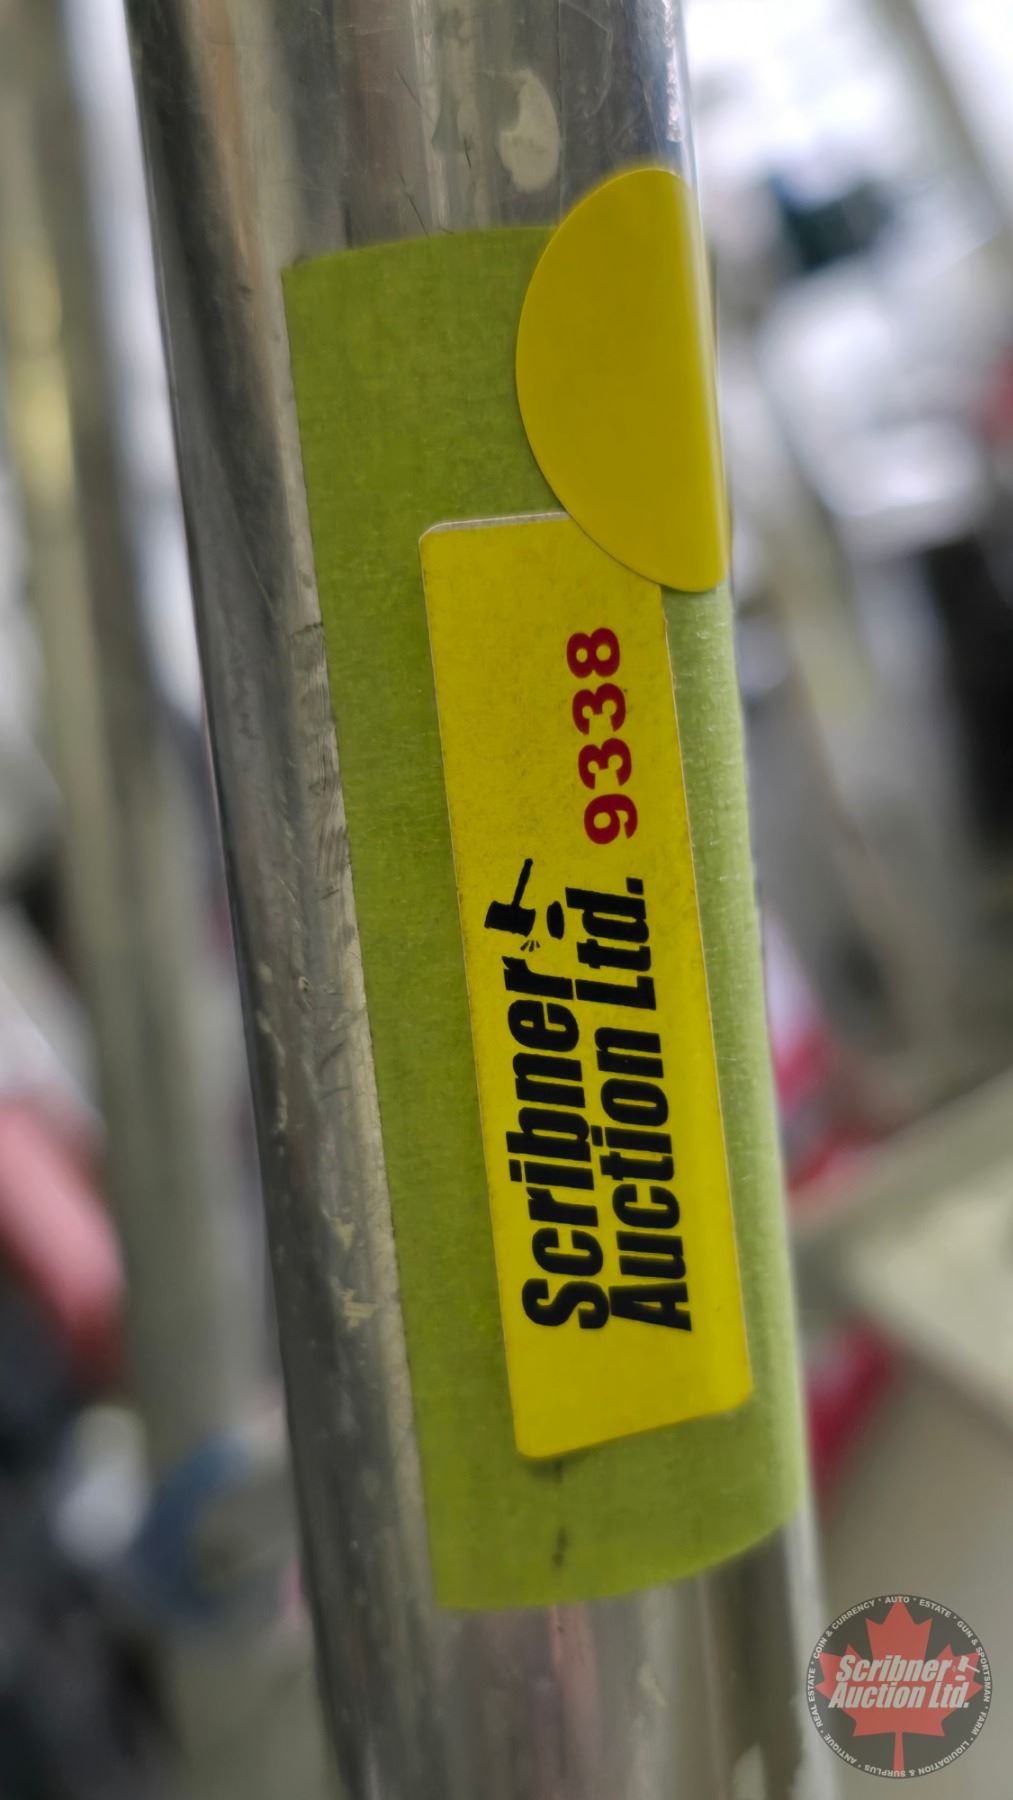 Scribner
Auction Ltd. 9338
COIN & CURRENCY • AUTO • ESTATE • GUN & SPORTSMAN • FARM • LIQUIDATION & SURPLUS • ANTIQUE • REAL ESTATE •
Scribner
Auction Ltd.